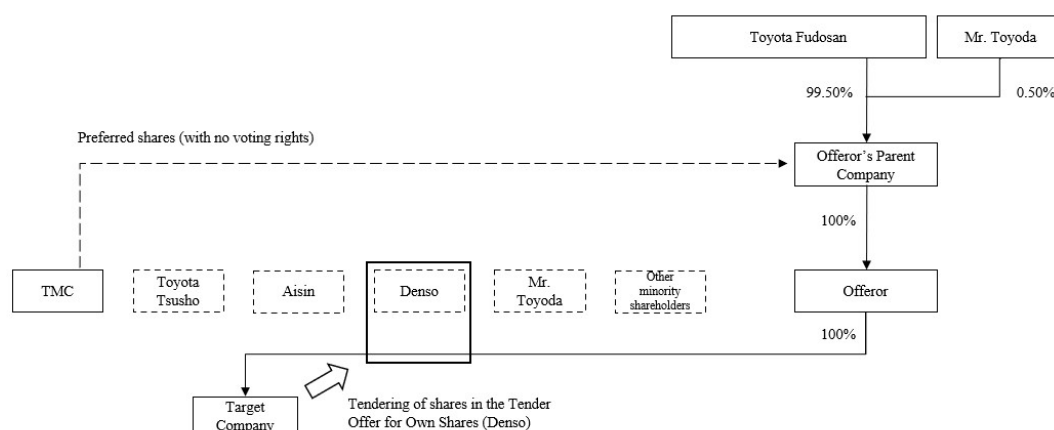 Toyota Fudosan
Mr. Toyoda
99.50%
0.50%
Preferred shares (with no voting rights)
Offeror's Parent
Company
100%
TMC
Toyota
Tsusho
Aisin
Denso
Mr.
Toyoda
Other
minority
shareholders
Offeror
100%
Target
Company
Tendering of shares in the Tender
Offer for Own Shares (Denso)